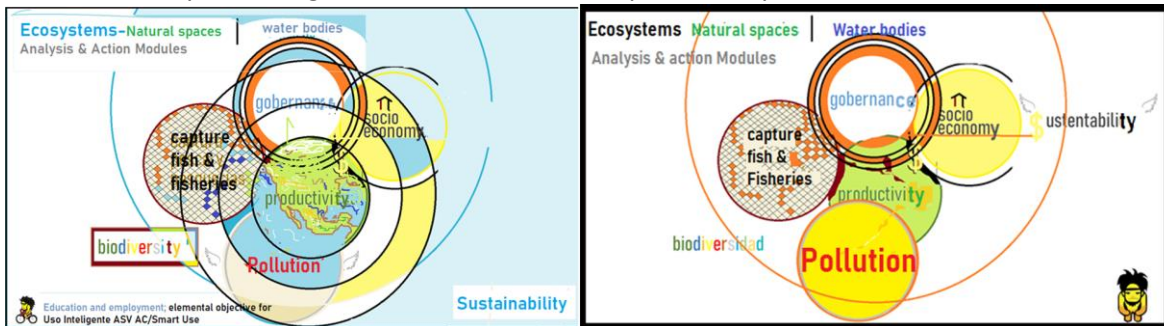 Ecosystems-Natural spaces | water bodies
Analysis & Action Modules
gobernance
socio
economy
capture
fish &
fisheries
productivity
biodiversity
Pollution
Education and employment; elemental objective for
Uso Inteligente ASV AC/Smart Use
Sustainability
Ecosystems Natural spaces | Water bodies
Analysis & action Modules
gobernance
socio
economy
$ustentability
capture
fish &
Fisheries
productivity
biodiversidad
Pollution